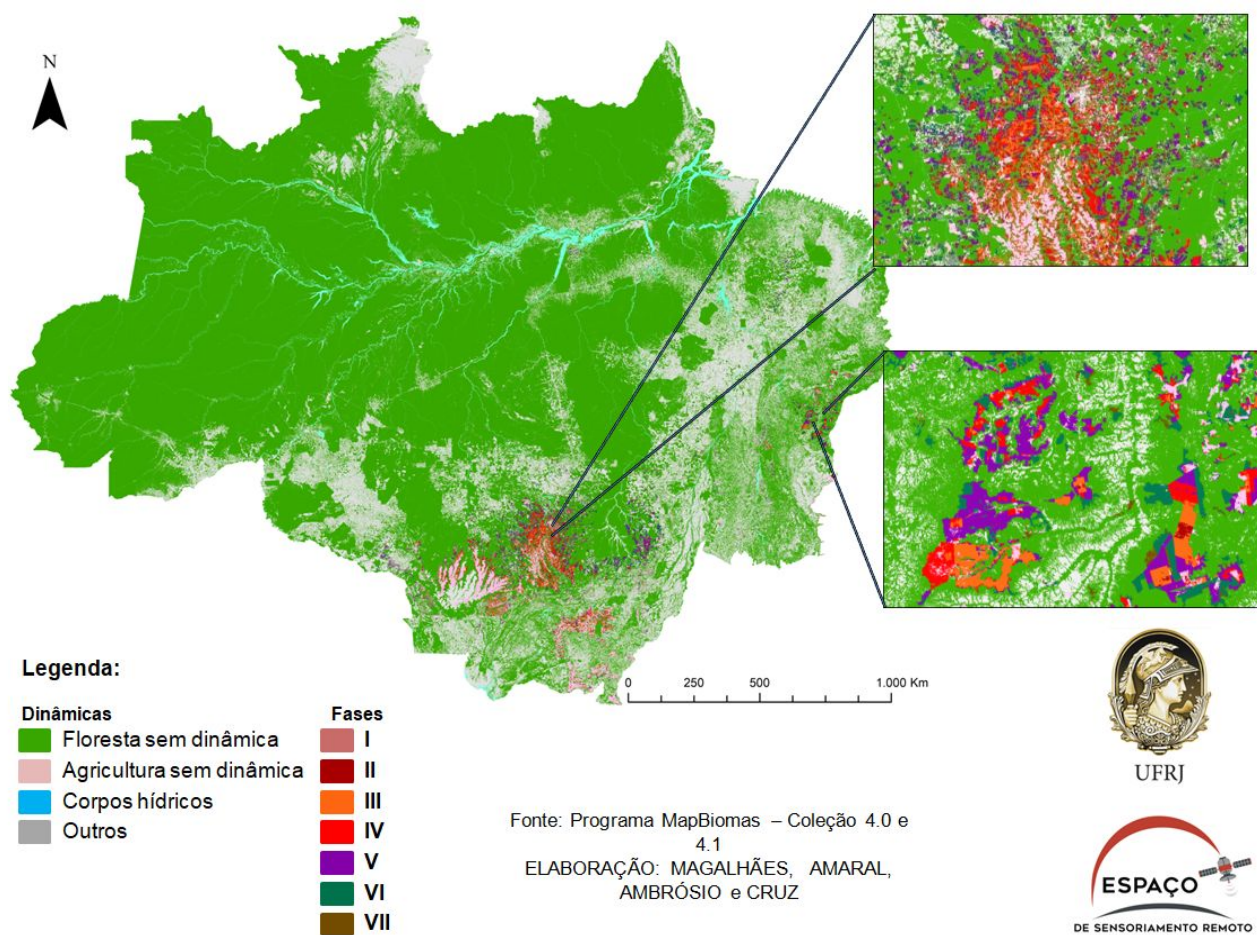 N
0 250 500 1.000 Km
Legenda:
Dinâmicas
Floresta sem dinâmica
Agricultura sem dinâmica
Corpos hídricos
Outros
Fases
I
II
III
IV
V
VI
VII
Fonte: Programa MapBiomas – Coleção 4.0 e
4.1
ELABORAÇÃO: MAGALHÃES, AMARAL,
AMBRÓSIO e CRUZ
UFRJ
ESPAÇO
DE SENSORIAMENTO REMOTO